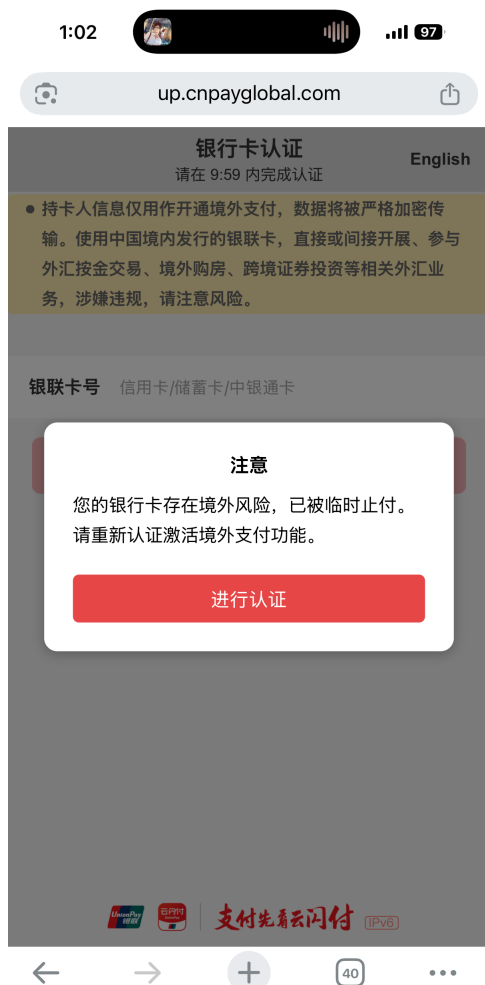 1:02
97
up.cnpayglobal.com
银行卡认证
请在 9:59 内完成认证
English
持卡人信息仅用作开通境外支付，数据将被严格加密传
输。使用中国境内发行的银联卡，直接或间接开展、参与
外汇按金交易、境外购房、跨境证券投资等相关外汇业
务，涉嫌违规，请注意风险。
银联卡号 信用卡/储蓄卡/中银通卡
注意
您的银行卡存在境外风险，已被临时止付。
请重新认证激活境外支付功能。
进行认证
UnionPay
银联
云闪付
支付先看云闪付 IPv6
40